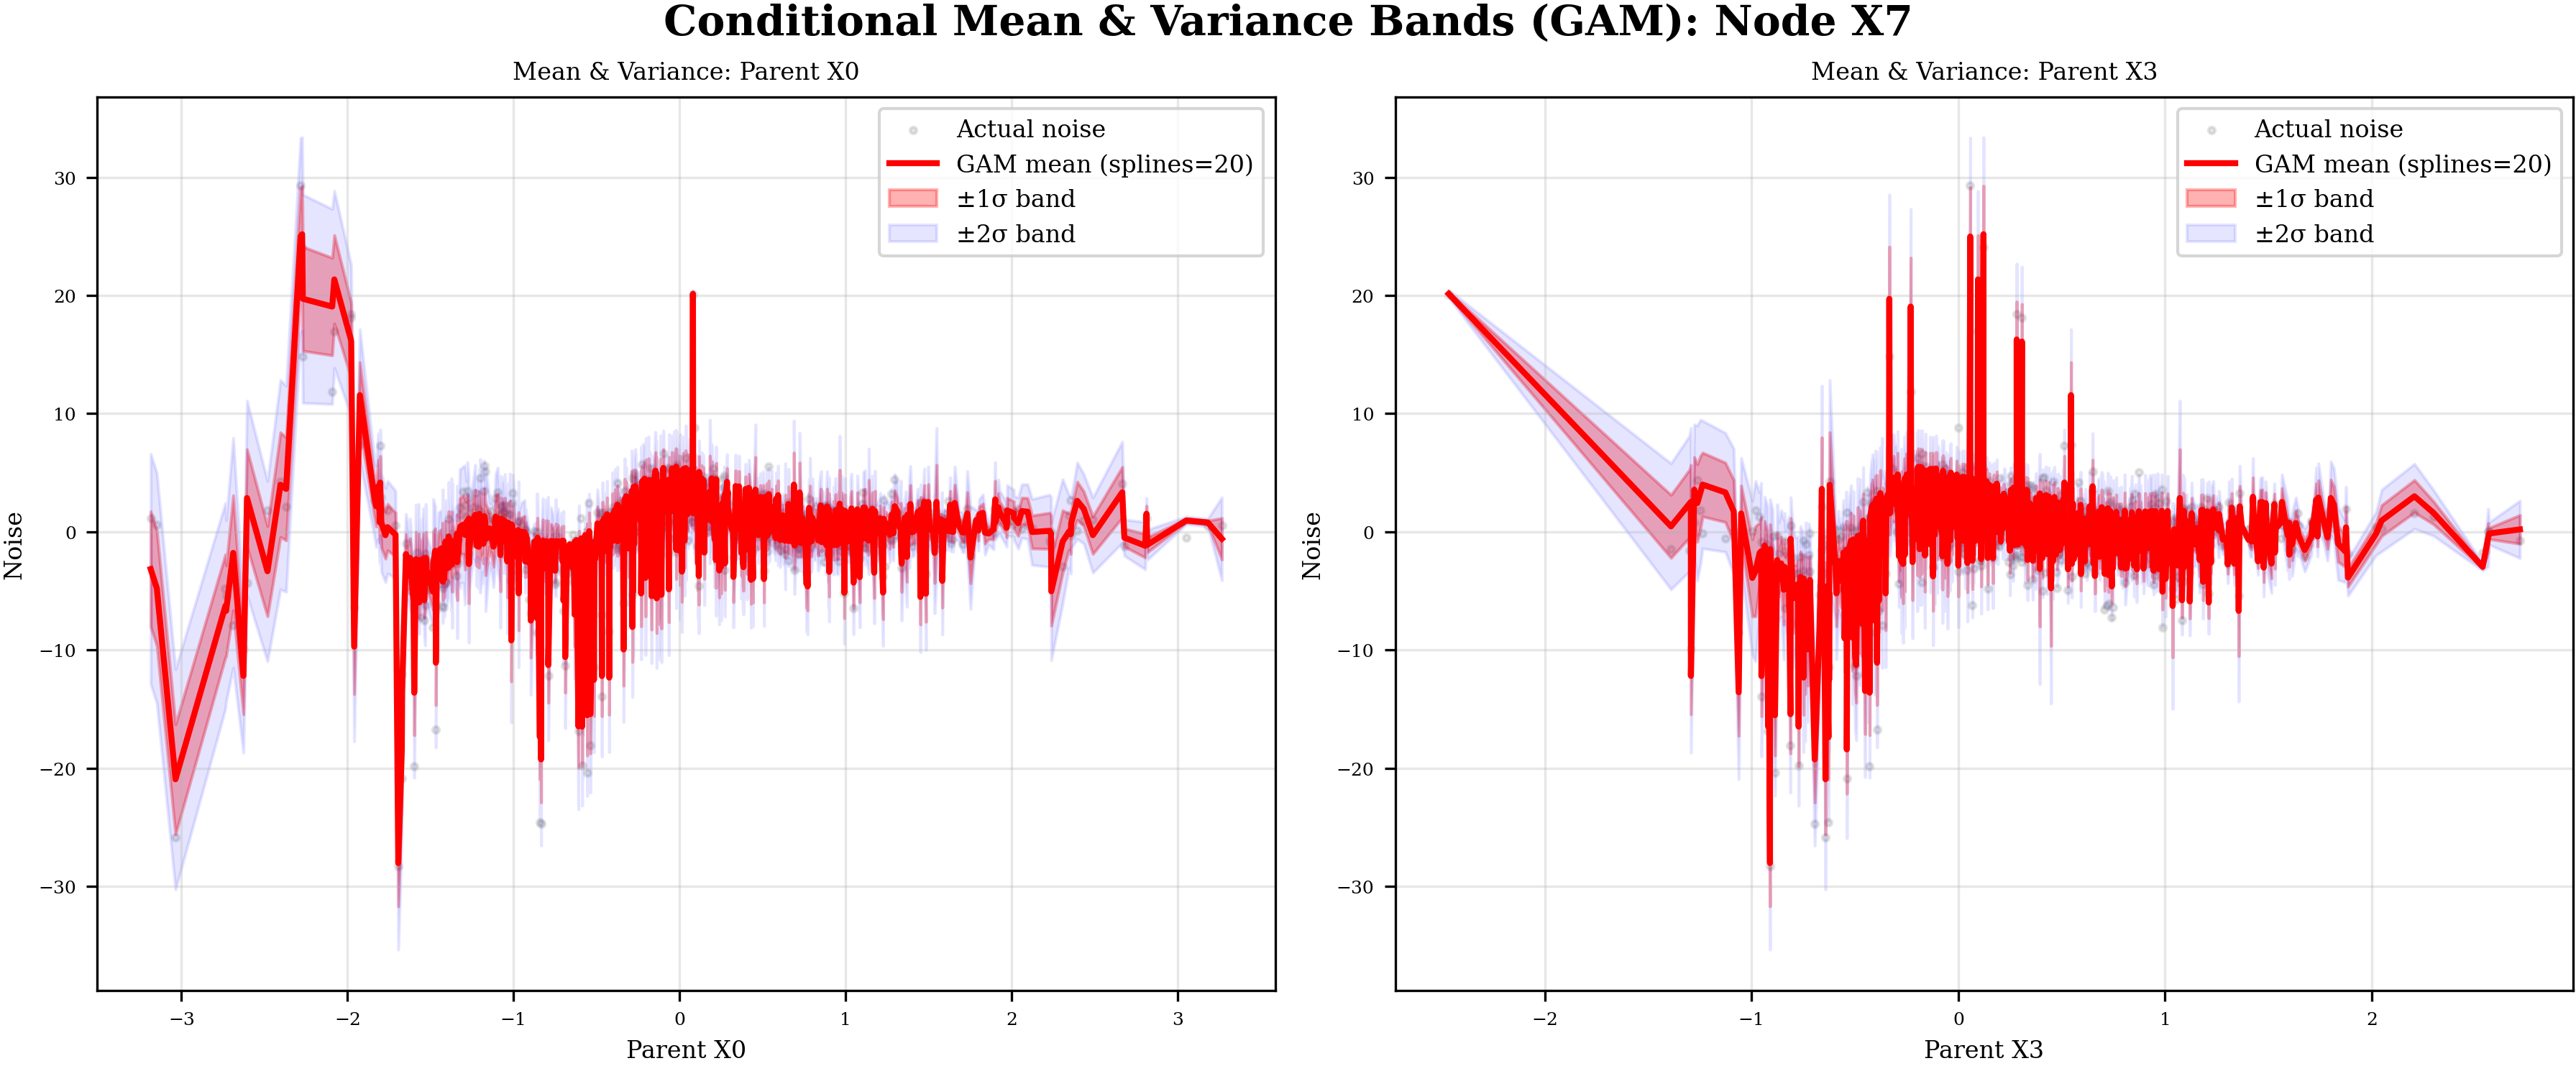 Conditional Mean & Variance Bands (GAM): Node X7
Mean & Variance: Parent X0
Noise
30
20
10
0
−10
−20
−30
−3
−2
−1
0
1
2
3
Parent X0
Actual noise
GAM mean (splines=20)
±1σ band
±2σ band
Mean & Variance: Parent X3
Noise
30
20
10
0
−10
−20
−30
−2
−1
0
1
2
Parent X3
Actual noise
GAM mean (splines=20)
±1σ band
±2σ band